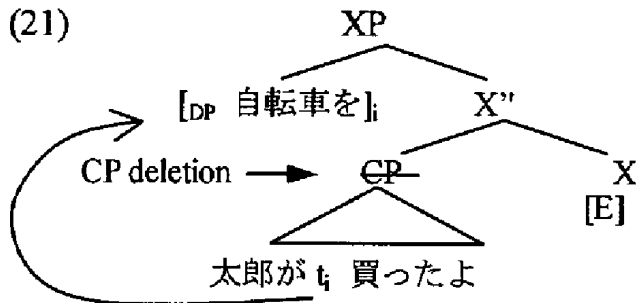 (21) XP
[DP 自転車を]i X"
CP deletion CP X
[E]
太郎が ti 買ったよ